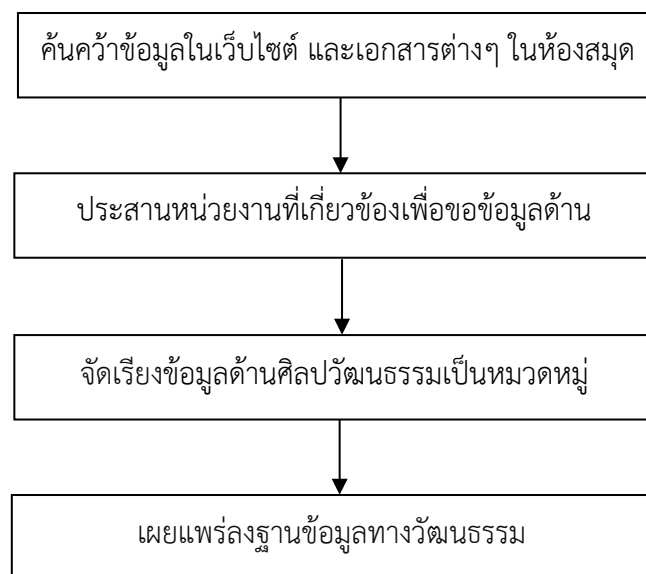 ค้นคว้าข้อมูลในเว็บไซต์ และเอกสารต่างๆ ในห้องสมุด
ประสานหน่วยงานที่เกี่ยวข้องเพื่อขอข้อมูลด้าน
จัดเรียงข้อมูลด้านศิลปวัฒนธรรมเป็นหมวดหมู่
เผยแพร่ลงฐานข้อมูลทางวัฒนธรรม